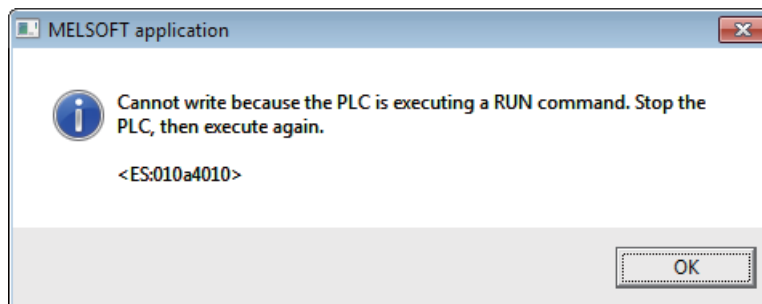 MELSOFT application
Cannot write because the PLC is executing a RUN command. Stop the
PLC, then execute again.
<ES:010a4010>
OK